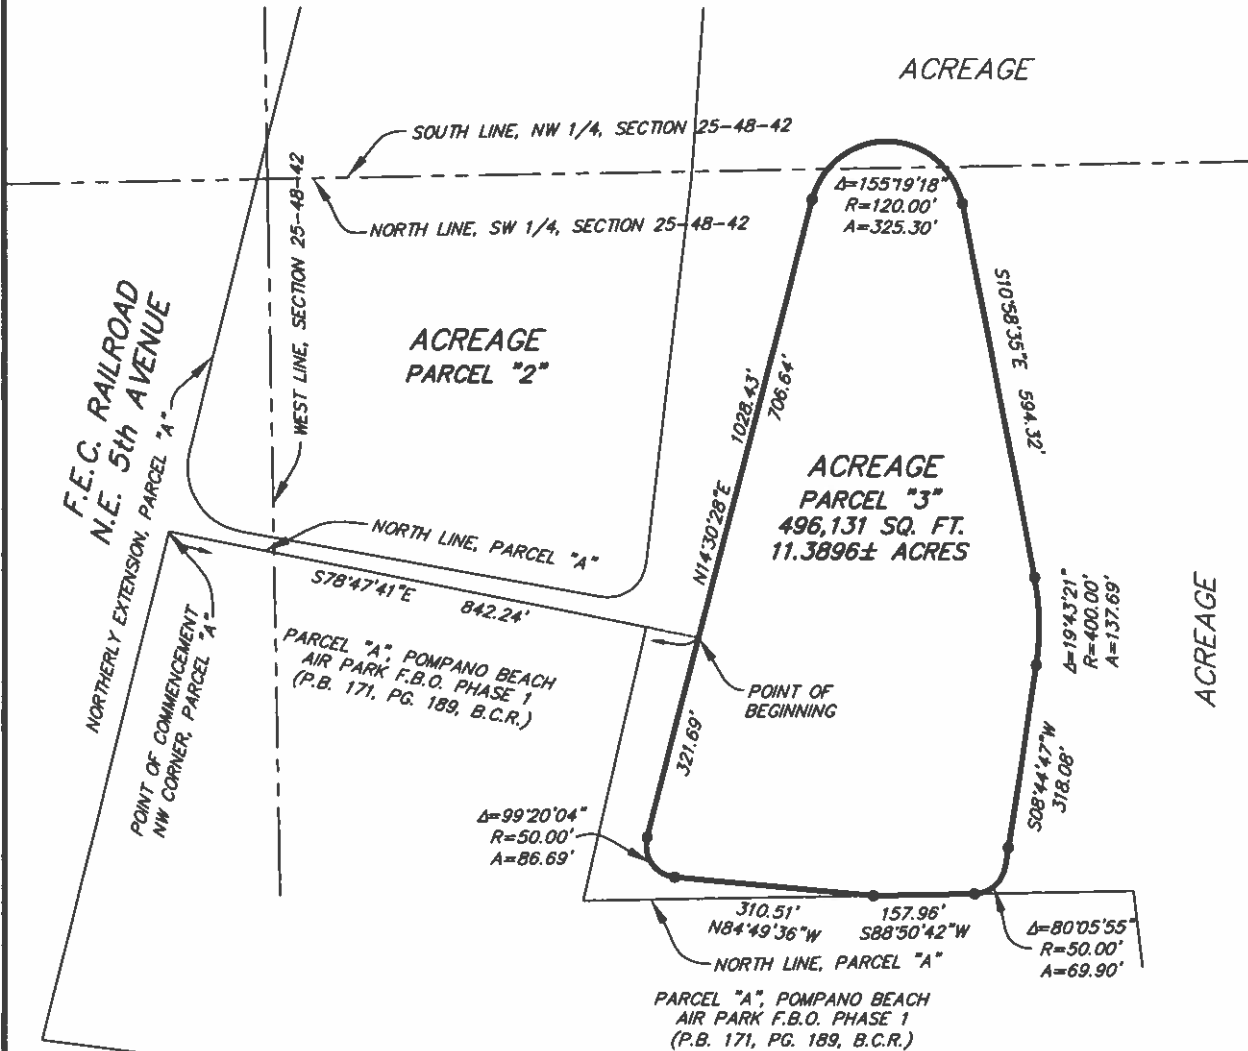 ACREAGE
SOUTH LINE, NW 1/4, SECTION 25-48-42
NORTH LINE, SW 1/4, SECTION 25-48-42
WEST LINE, SECTION 25-48-42
Δ=155°19'18"
R=120.00'
A=325.30'
F.E.C. RAILROAD
N.E. 5th AVENUE
NORTHERLY EXTENSION, PARCEL "A"
ACREAGE
PARCEL "2"
1028.43'
706.64'
N14°30'28"E
S10°58'35"E 594.32'
ACREAGE
PARCEL "3"
496,131 SQ. FT.
11.3896± ACRES
NORTH LINE, PARCEL "A"
S78°47'41"E 842.24'
Δ=19°43'21"
R=400.00'
A=137.69'
ACREAGE
POINT OF COMMENCEMENT
NW CORNER, PARCEL "A"
PARCEL "A", POMPANO BEACH
AIR PARK F.B.O. PHASE 1
(P.B. 171, PG. 189, B.C.R.)
POINT OF
BEGINNING
321.69'
S08°44'47"W
318.08'
Δ=99°20'04"
R=50.00'
A=86.69'
310.51'
N84°49'36"W
157.96'
S88°50'42"W
Δ=80°05'55"
R=50.00'
A=69.90'
NORTH LINE, PARCEL "A"
PARCEL "A", POMPANO BEACH
AIR PARK F.B.O. PHASE 1
(P.B. 171, PG. 189, B.C.R.)